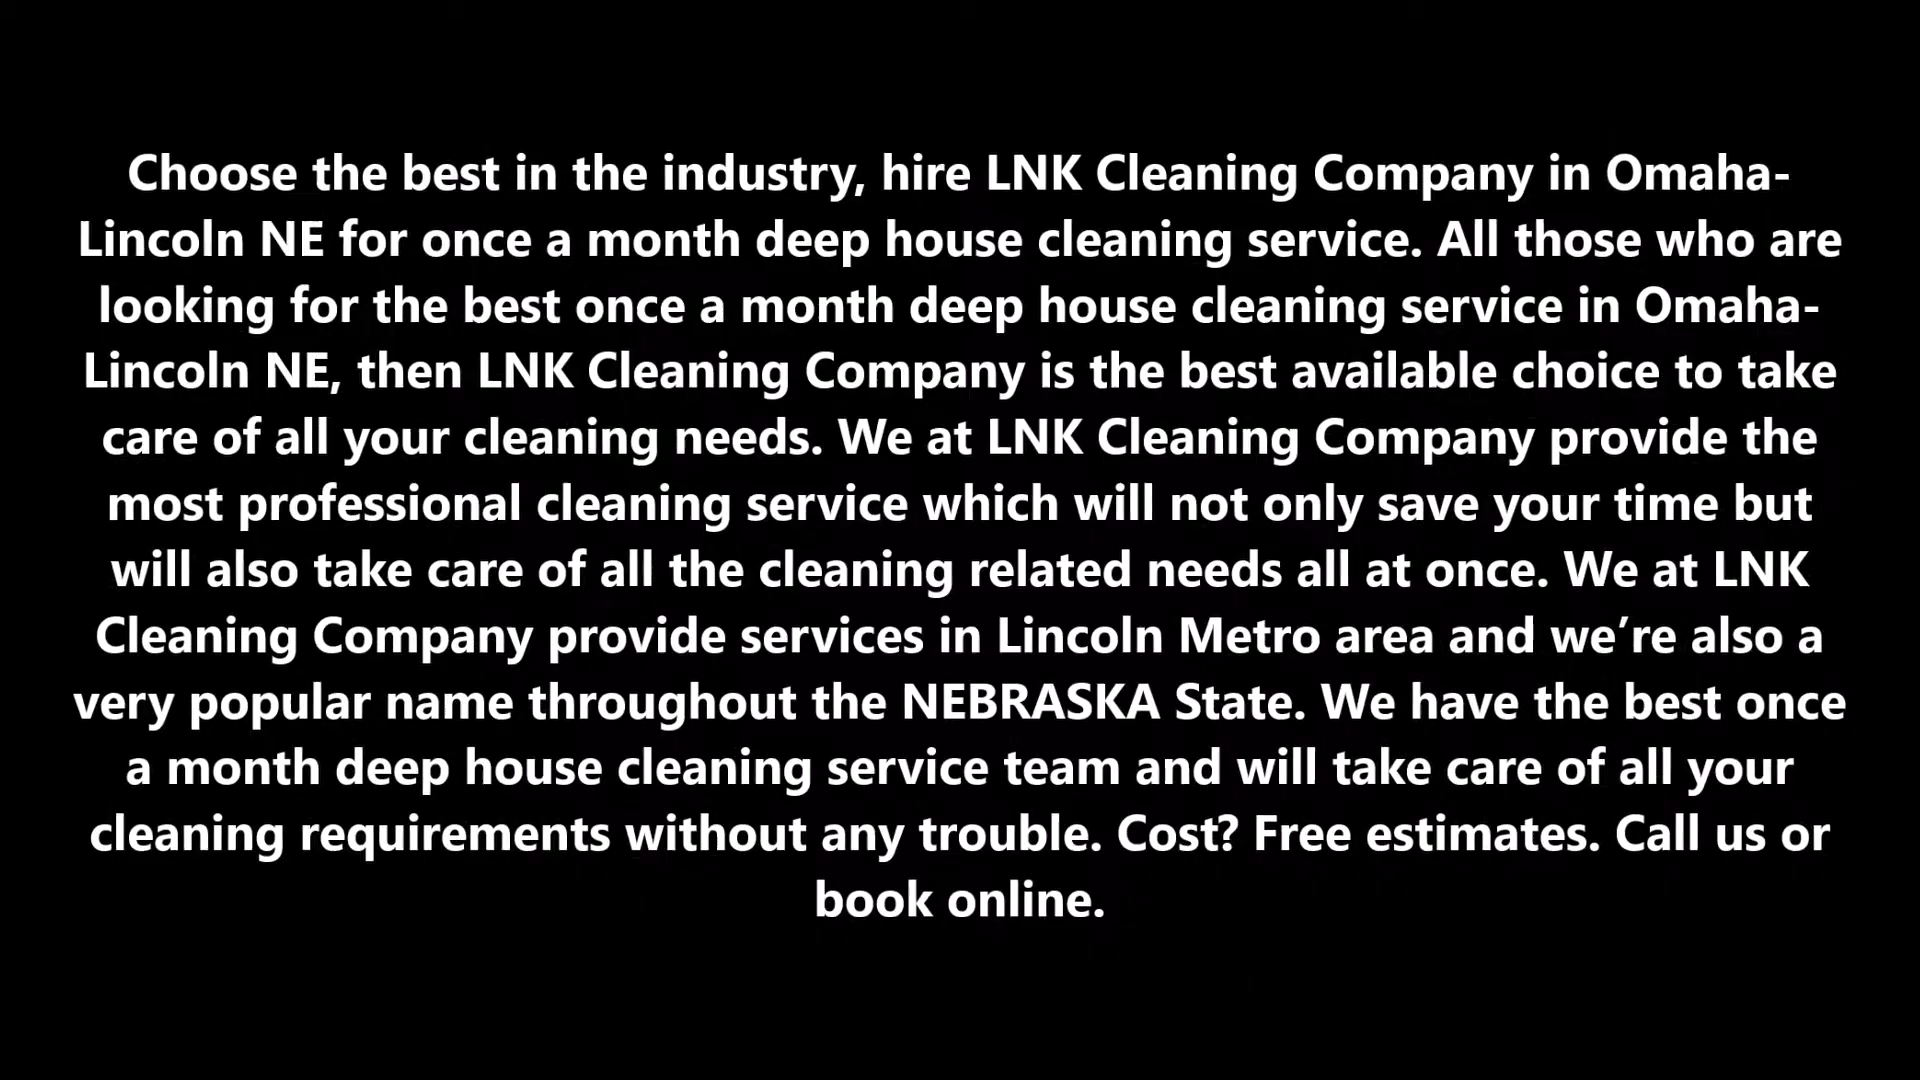 Choose the best in the industry, hire LNK Cleaning Company in Omaha-
Lincoln NE for once a month deep house cleaning service. All those who are
looking for the best once a month deep house cleaning service in Omaha-
Lincoln NE, then LNK Cleaning Company is the best available choice to take
care of all your cleaning needs. We at LNK Cleaning Company provide the
most professional cleaning service which will not only save your time but
will also take care of all the cleaning related needs all at once. We at LNK
Cleaning Company provide services in Lincoln Metro area and we’re also a
very popular name throughout the NEBRASKA State. We have the best once
a month deep house cleaning service team and will take care of all your
cleaning requirements without any trouble. Cost? Free estimates. Call us or
book online.